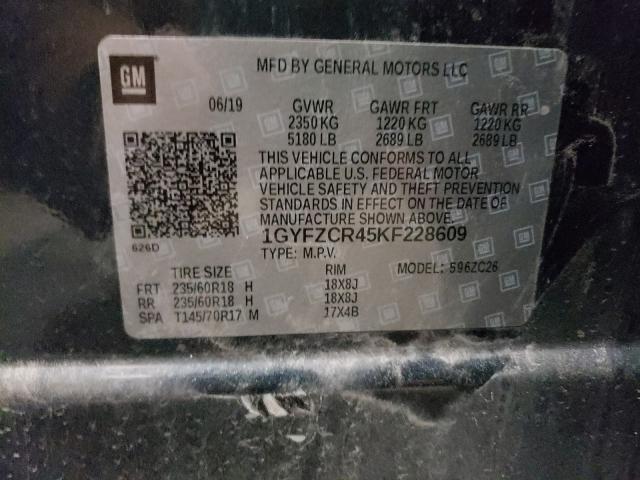 GM
MFD BY GENERAL MOTORS LLC
06/19 GVWR GAWR FRT GAWR RR
2350 KG 1220 KG 1220 KG
5180 LB 2689 LB 2689 LB
THIS VEHICLE CONFORMS TO ALL
APPLICABLE U.S. FEDERAL MOTOR
VEHICLE SAFETY AND THEFT PREVENTION
STANDARDS IN EFFECT ON THE DATE OF
MANUFACTURE SHOWN ABOVE.
626D 1GYFZCR45KF228609
TYPE: M.P.V. MODEL: 596ZC26
TIRE SIZE RIM
FRT 235/60R18 H 18X8J
RR 235/60R18 H 18X8J
SPA T145/70R17 M 17X4B